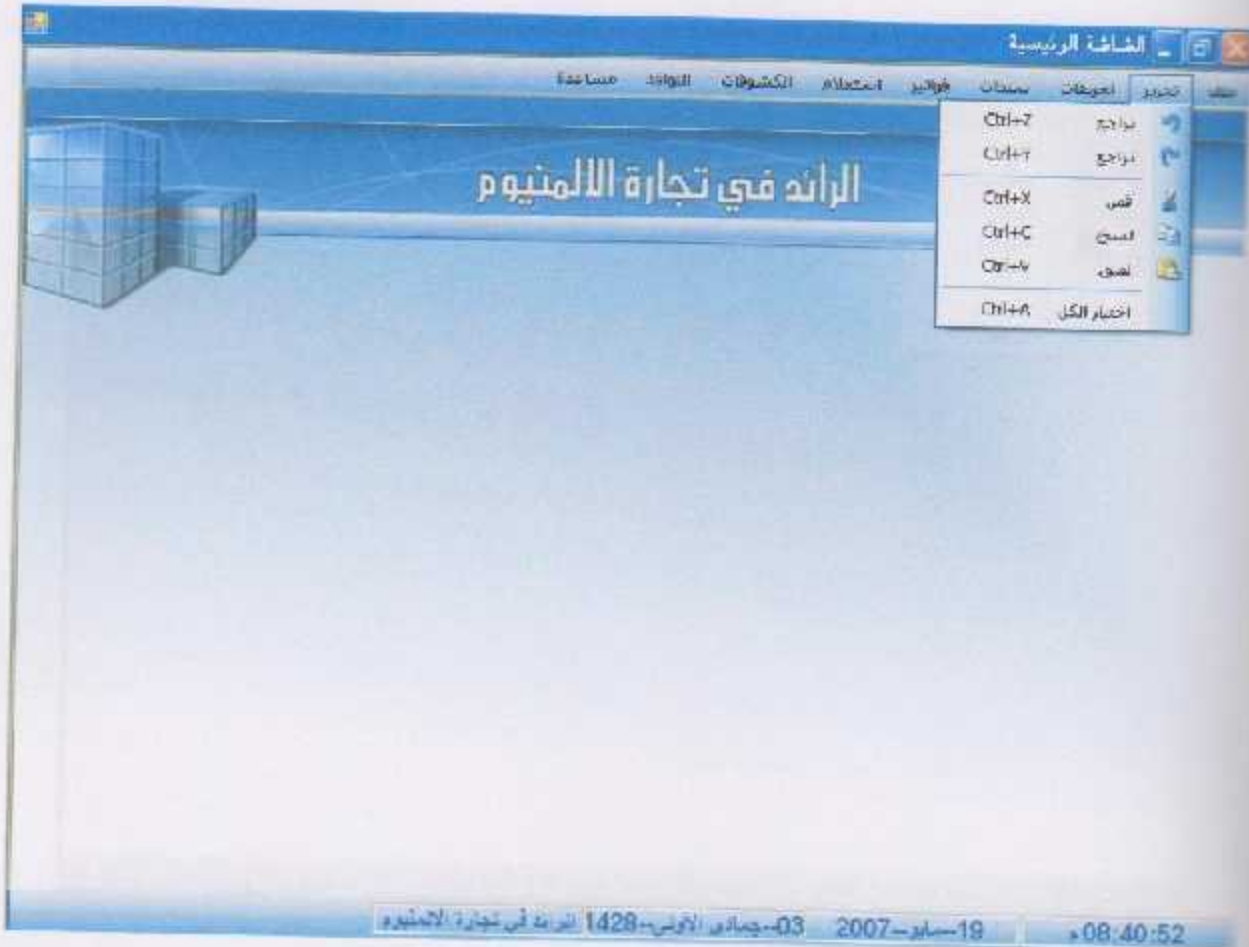 الشاشة الرئيسية
ملف تحرير تعريفات سندات فواتير استعلام الكشوفات النوافذ مساعدة
الرائد في تجارة الالمنيوم
تراجع Ctrl+Z
تراجع Ctrl+Y
قص Ctrl+X
نسخ Ctrl+C
لصق Ctrl+V
اختيار الكل Ctrl+A
08:40:52 م 19--مايو--2007 03--جمادى الأولى--1428 الرائد في تجارة الالمنيوم